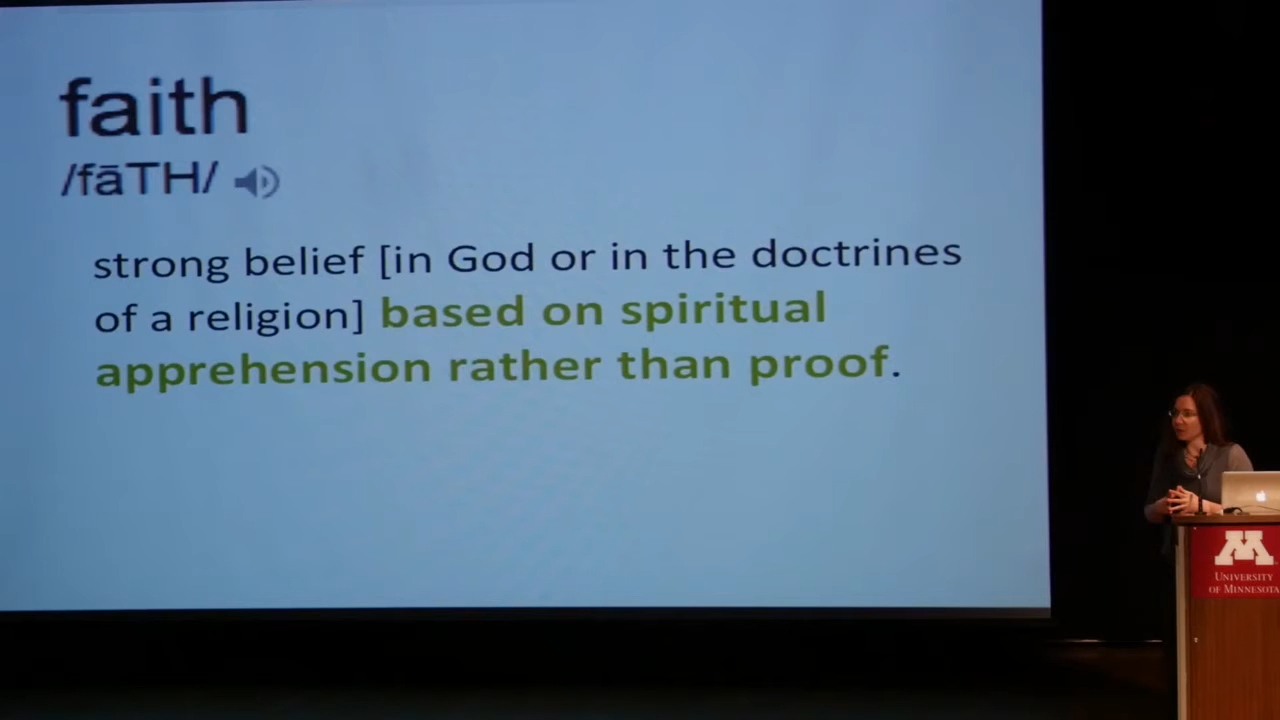 faith
/fāTH/
strong belief [in God or in the doctrines
of a religion] based on spiritual
apprehension rather than proof.
M
UNIVERSITY
OF MINNESOTA